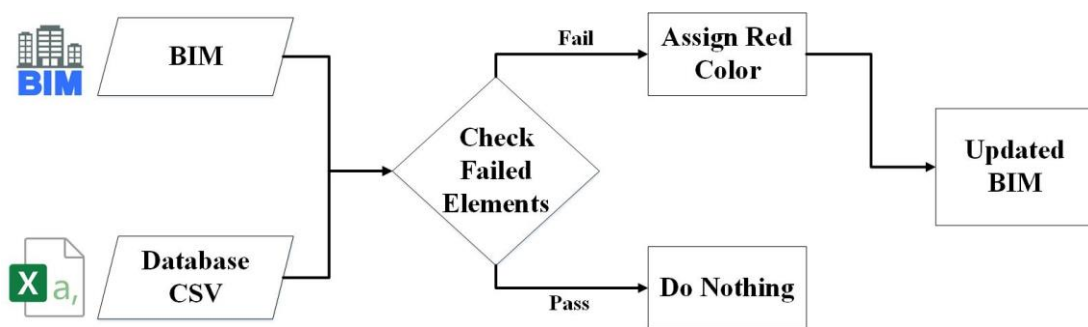 BIM
BIM
Fail
Assign Red
Color
Check
Failed
Elements
Updated
BIM
X a,
Database
CSV
Pass
Do Nothing